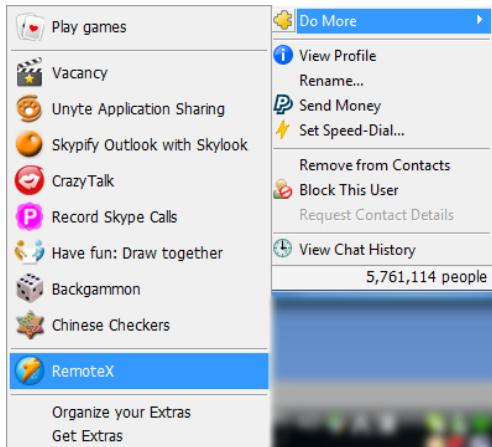 Play games
Vacancy
Unyte Application Sharing
Skypify Outlook with Skylook
CrazyTalk
Record Skype Calls
Have fun: Draw together
Backgammon
Chinese Checkers
RemoteX
Organize your Extras
Get Extras
Do More
View Profile
Rename...
Send Money
Set Speed-Dial...
Remove from Contacts
Block This User
Request Contact Details
View Chat History
5,761,114 people